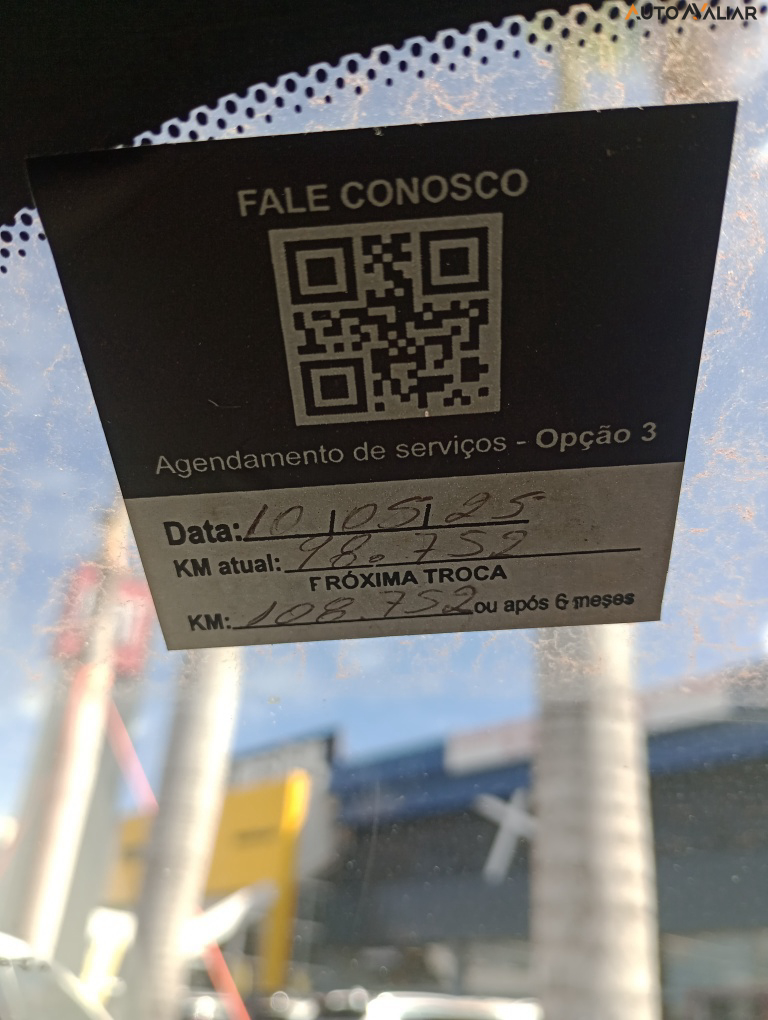 AUTOAVALIAR
FALE CONOSCO
Agendamento de serviços - Opção 3
Data: 10 | 05 | 25
KM atual: 98.752
PRÓXIMA TROCA
KM: 108.752 ou após 6 meses